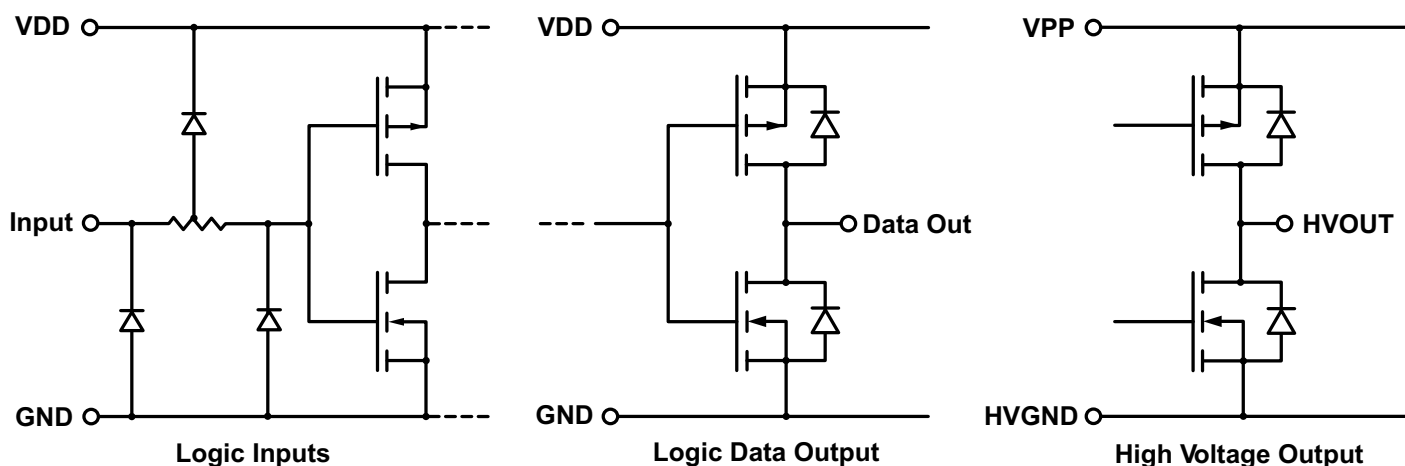 VDD
Input
GND
Logic Inputs
VDD
Data Out
GND
Logic Data Output
VPP
HVOUT
HVGND
High Voltage Output